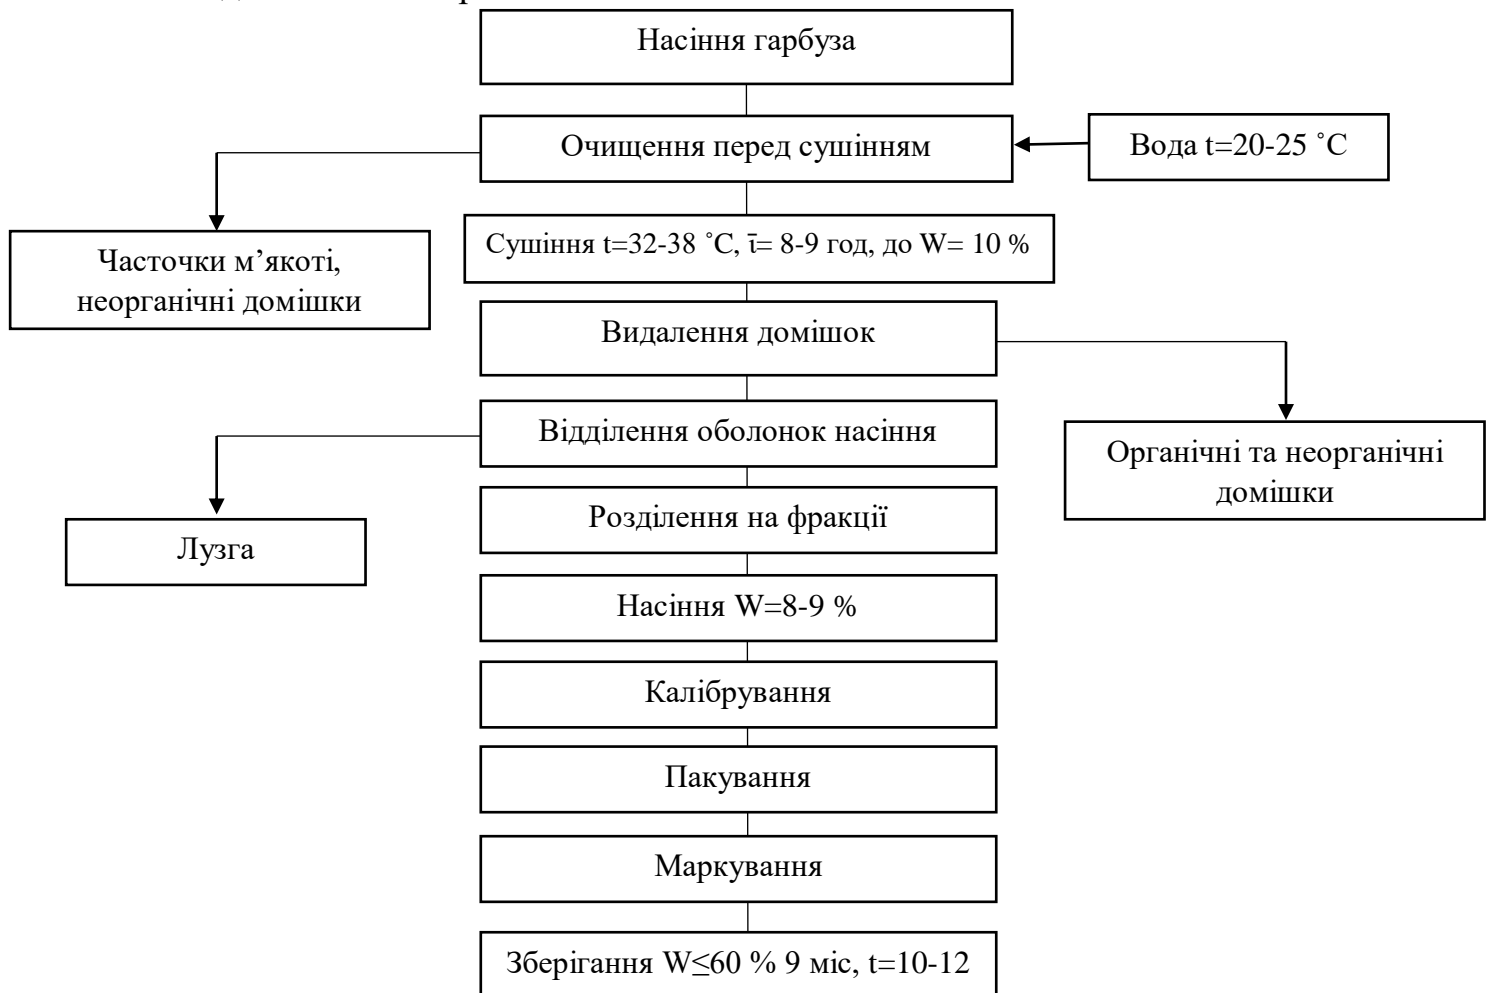 Насіння гарбуза
Очищення перед сушінням
Вода t=20-25 ˚С
Сушіння t=32-38 ˚С, τ̄= 8-9 год, до W= 10 %
Часточки м’якоті,
неорганічні домішки
Видалення домішок
Відділення оболонок насіння
Органічні та неорганічні
домішки
Розділення на фракції
Лузга
Насіння W=8-9 %
Калібрування
Пакування
Маркування
Зберігання W≤60 % 9 міс, t=10-12